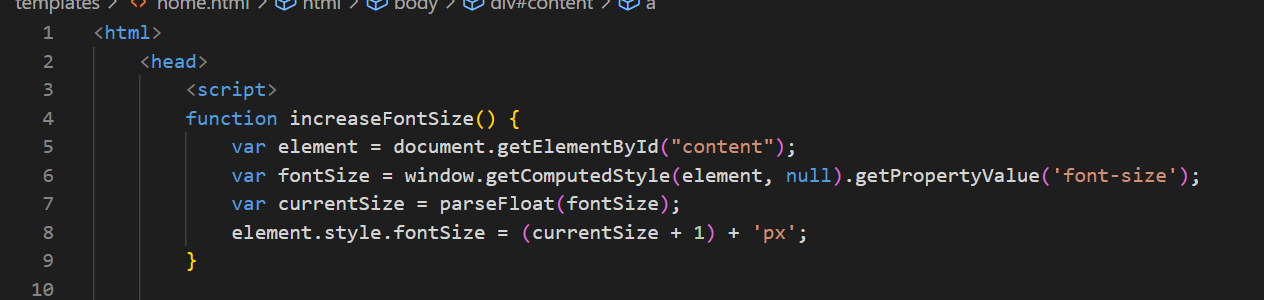 templates > <> home.html > html > body > div#content > a
1 <html>
2 <head>
3 <script>
4 function increaseFontSize() {
5 var element = document.getElementById("content");
6 var fontSize = window.getComputedStyle(element, null).getPropertyValue('font-size');
7 var currentSize = parseFloat(fontSize);
8 element.style.fontSize = (currentSize + 1) + 'px';
9 }
10